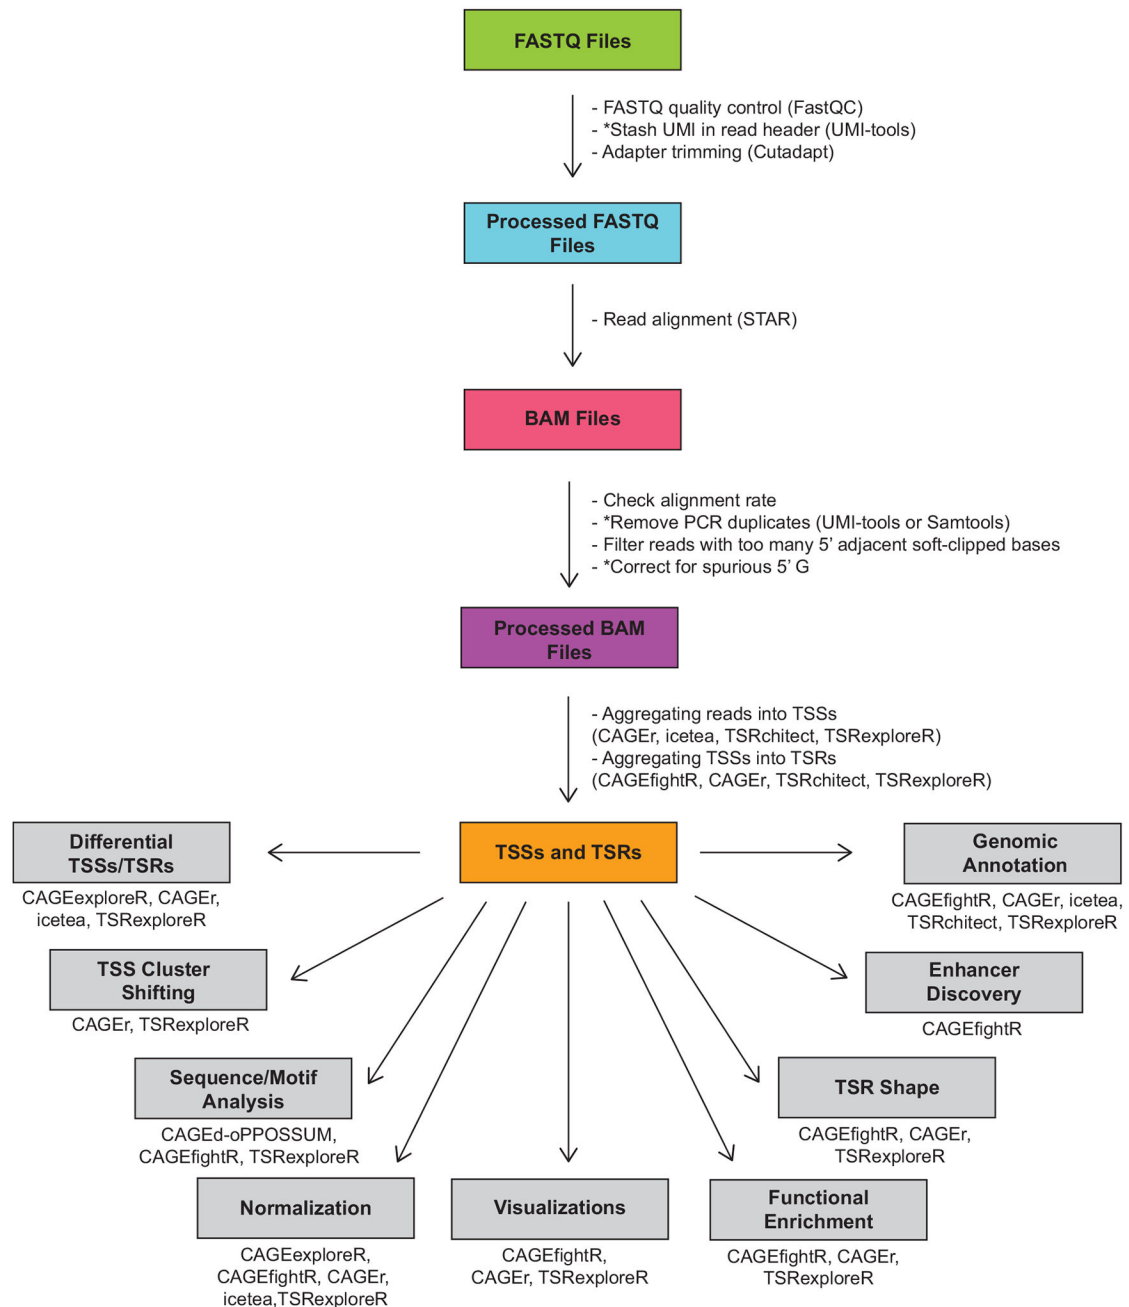 FASTQ Files
- FASTQ quality control (FastQC)
- *Stash UMI in read header (UMI-tools)
- Adapter trimming (Cutadapt)
Processed FASTQ
Files
- Read alignment (STAR)
BAM Files
- Check alignment rate
- *Remove PCR duplicates (UMI-tools or Samtools)
- Filter reads with too many 5’ adjacent soft-clipped bases
- *Correct for spurious 5’ G
Processed BAM
Files
- Aggregating reads into TSSs
(CAGEr, icetea, TSRchitect, TSRexploreR)
- Aggregating TSSs into TSRs
(CAGEfightR, CAGEr, TSRchitect, TSRexploreR)
TSSs and TSRs
Differential
TSSs/TSRs
CAGEexploreR, CAGEr,
icetea, TSRexploreR
Genomic
Annotation
CAGEfightR, CAGEr, icetea,
TSRchitect, TSRexploreR
TSS Cluster
Shifting
CAGEr, TSRexploreR
Enhancer
Discovery
CAGEfightR
Sequence/Motif
Analysis
CAGEd-oPPOSSUM,
CAGEfightR, TSRexploreR
TSR Shape
CAGEfightR, CAGEr,
TSRexploreR
Normalization
CAGEexploreR,
CAGEfightR, CAGEr,
icetea,TSRexploreR
Visualizations
CAGEfightR,
CAGEr, TSRexploreR
Functional
Enrichment
CAGEfightR, CAGEr,
TSRexploreR